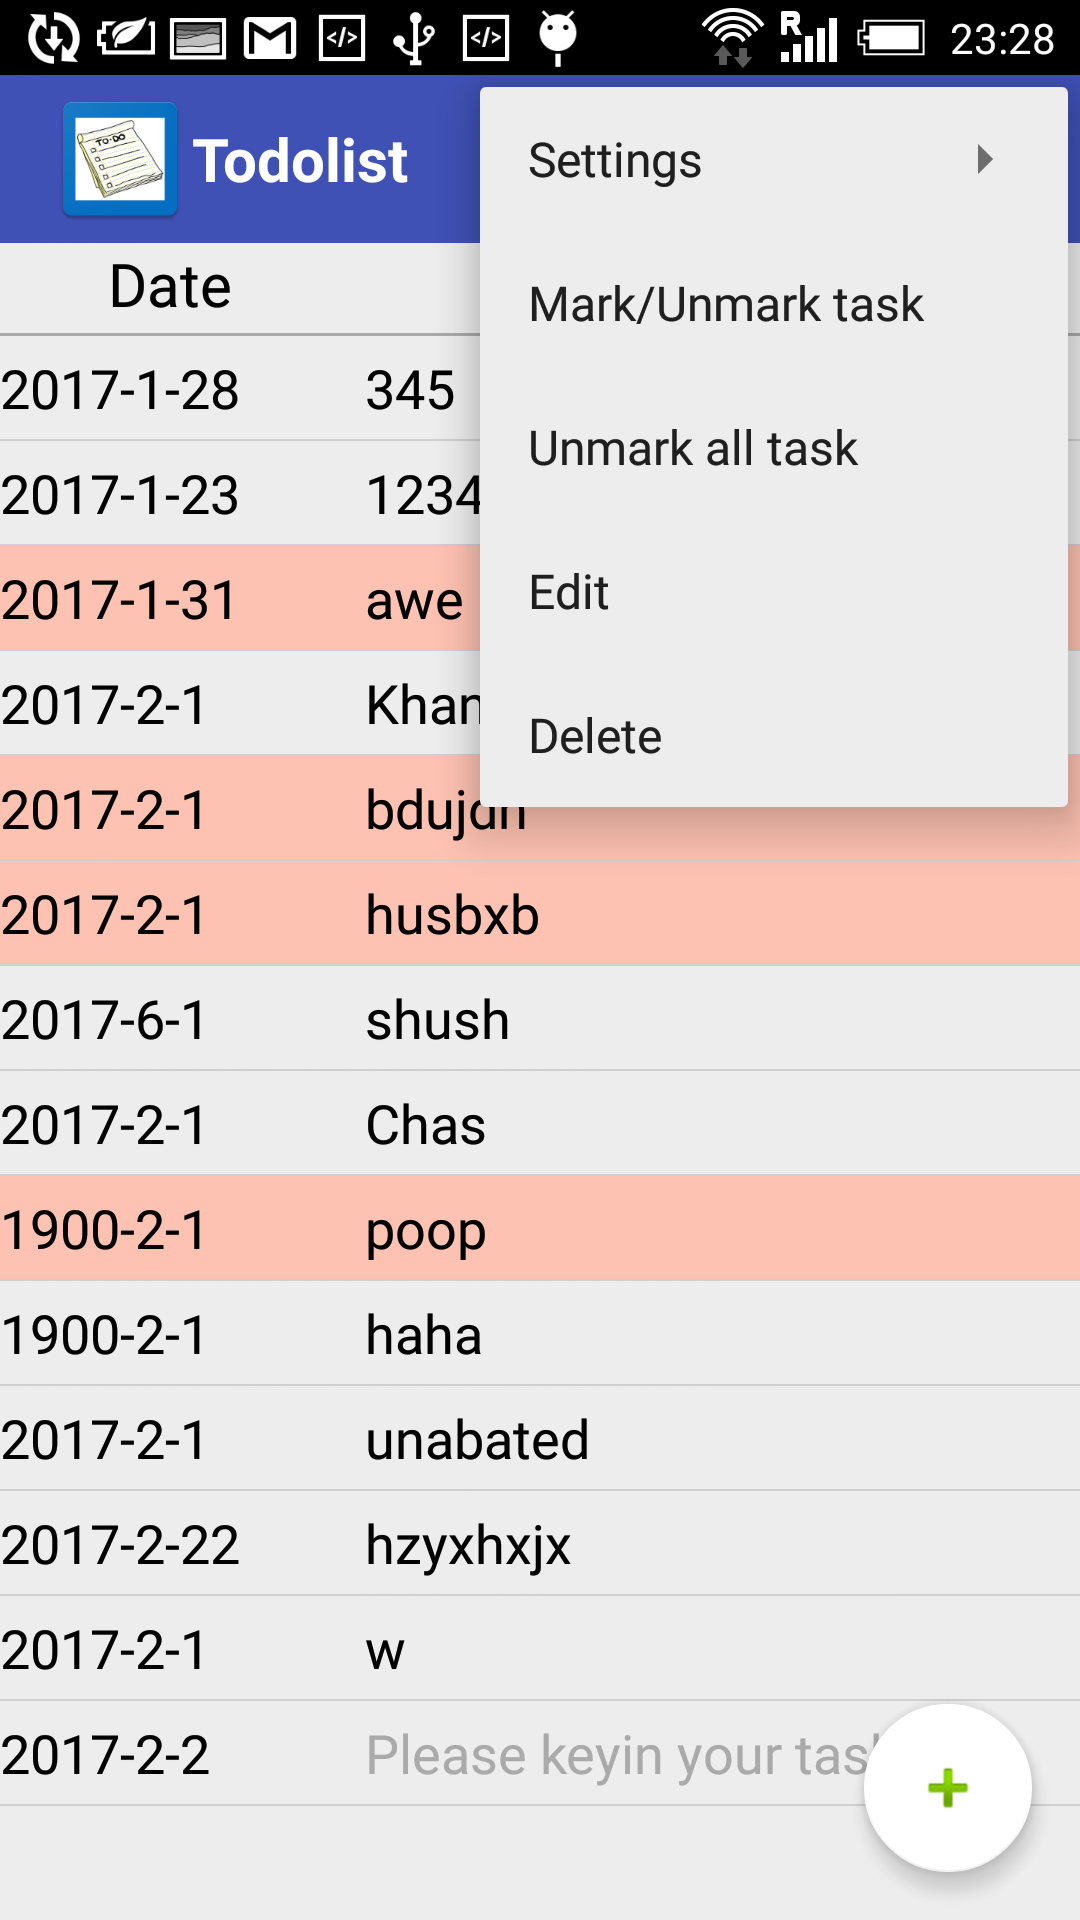 R 23:28
TO-DO
Todolist
Settings
Mark/Unmark task
Unmark all task
Edit
Delete
Date
2017-1-28 345
2017-1-23 1234
2017-1-31 awe
2017-2-1 Khan
2017-2-1 bdujdn
2017-2-1 husbxb
2017-6-1 shush
2017-2-1 Chas
1900-2-1 poop
1900-2-1 haha
2017-2-1 unabated
2017-2-22 hzyxhxjx
2017-2-1 w
2017-2-2 Please keyin your task